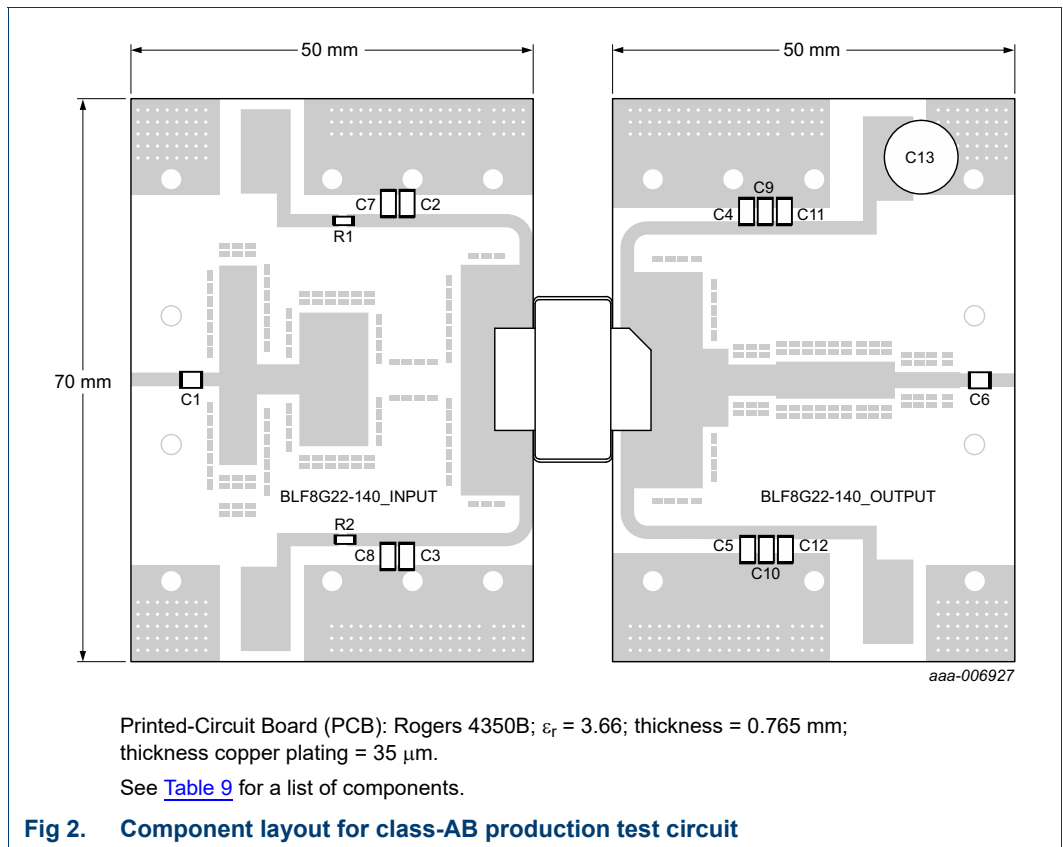 50 mm
50 mm
C13
C9
C7
C2
C4
C11
R1
70 mm
C1
C6
BLF8G22-140_INPUT
BLF8G22-140_OUTPUT
R2
C8
C3
C5
C12
C10
aaa-006927
Printed-Circuit Board (PCB): Rogers 4350B; εr = 3.66; thickness = 0.765 mm;
thickness copper plating = 35 μm.
See Table 9 for a list of components.
Fig 2. Component layout for class-AB production test circuit